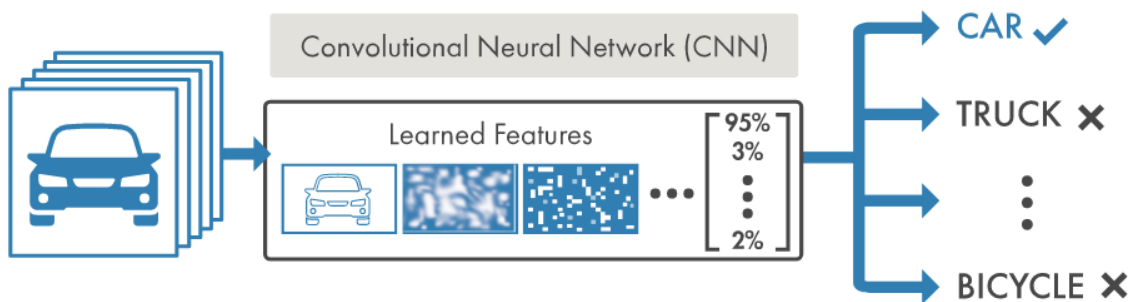 Convolutional Neural Network (CNN)
Learned Features
95%
3%
2%
CAR
TRUCK
BICYCLE